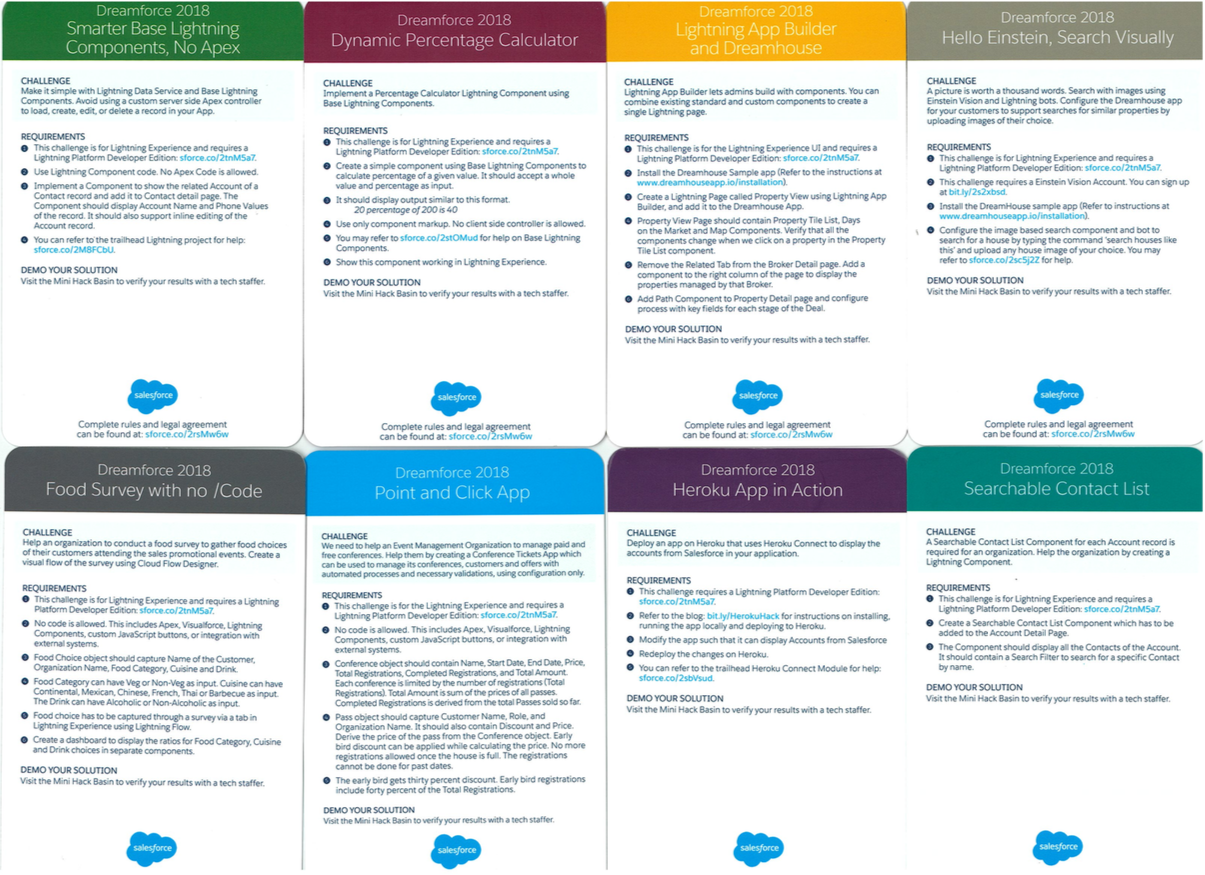 Dreamforce 2018
Smarter Base Lightning
Components, No Apex
CHALLENGE
Make it simple with Lightning Data Service and Base Lightning
Components. Avoid using a custom server side Apex controller
to load, create, edit, or delete a record in your App.
REQUIREMENTS
1 This challenge is for Lightning Experience and requires a
Lightning Platform Developer Edition: sforce.co/2tnM5a7.
2 Use Lightning Component code. No Apex Code is allowed.
3 Implement a Component to show the related Account of a
Contact record and add it to Contact detail page. The
Component should display Account Name and Phone Values
of the record. It should also support inline editing of the
Account record.
4 You can refer to the trailhead Lightning project for help:
sforce.co/2M8FCbU.
DEMO YOUR SOLUTION
Visit the Mini Hack Basin to verify your results with a tech staffer.
salesforce
Complete rules and legal agreement
can be found at: sforce.co/2rsMw6w
Dreamforce 2018
Dynamic Percentage Calculator
CHALLENGE
Implement a Percentage Calculator Lightning Component using
Base Lightning Components.
REQUIREMENTS
1 This challenge is for Lightning Experience and requires a
Lightning Platform Developer Edition: sforce.co/2tnM5a7.
2 Create a simple component using Base Lightning Components to
calculate percentage of a given value. It should accept a whole
value and percentage as input.
3 It should display output similar to this format.
20 percentage of 200 is 40
4 Use only component markup. No client side controller is allowed.
5 You may refer to sforce.co/2stOMud for help on Base Lightning
Components.
6 Show this component working in Lightning Experience.
DEMO YOUR SOLUTION
Visit the Mini Hack Basin to verify your results with a tech staffer.
salesforce
Complete rules and legal agreement
can be found at: sforce.co/2rsMw6w
Dreamforce 2018
Lightning App Builder
and Dreamhouse
CHALLENGE
Lightning App Builder lets admins build with components. You can
combine existing standard and custom components to create a
single Lightning page.
REQUIREMENTS
1 This challenge is for the Lightning Experience UI and requires a
Lightning Platform Developer Edition: sforce.co/2tnM5a7.
2 Install the Dreamhouse Sample app (Refer to the instructions at
www.dreamhouseapp.io/installation).
3 Create a Lightning Page called Property View using Lightning App
Builder, and add it to the Dreamhouse App.
4 Property View Page should contain Property Tile List, Days
on the Market and Map Components. Verify that all the
components change when we click on a property in the Property
Tile List component.
5 Remove the Related Tab from the Broker Detail page. Add a
component to the right column of the page to display the
properties managed by that Broker.
6 Add Path Component to Property Detail page and configure
process with key fields for each stage of the Deal.
DEMO YOUR SOLUTION
Visit the Mini Hack Basin to verify your results with a tech staffer.
salesforce
Complete rules and legal agreement
can be found at: sforce.co/2rsMw6w
Dreamforce 2018
Hello Einstein, Search Visually
CHALLENGE
A picture is worth a thousand words. Search with images using
Einstein Vision and Lightning bots. Configure the Dreamhouse app
for your customers to support searches for similar properties by
uploading images of their choice.
REQUIREMENTS
1 This challenge is for Lightning Experience and requires a
Lightning Platform Developer Edition: sforce.co/2tnM5a7.
2 This challenge requires a Einstein Vision Account. You can sign up
at bit.ly/2s2xbsd.
3 Install the DreamHouse sample app (Refer to instructions at
www.dreamhouseapp.io/installation).
4 Configure the image based search component and bot to
search for a house by typing the command 'search houses like
this' and upload any house image of your choice. You may
refer to sforce.co/2sc5j2Z for help.
DEMO YOUR SOLUTION
Visit the Mini Hack Basin to verify your results with a tech staffer.
salesforce
Complete rules and legal agreement
can be found at: sforce.co/2rsMw6w
Dreamforce 2018
Food Survey with no /Code
CHALLENGE
Help an organization to conduct a food survey to gather food choices
of their customers attending the sales promotional events. Create a
visual flow of the survey using Cloud Flow Designer.
REQUIREMENTS
1 This challenge is for Lightning Experience and requires a Lightning
Platform Developer Edition: sforce.co/2tnM5a7.
2 No code is allowed. This includes Apex, Visualforce, Lightning
Components, custom JavaScript buttons, or integration with
external systems.
3 Food Choice object should capture Name of the Customer,
Organization Name, Food Category, Cuisine and Drink.
4 Food Category can have Veg or Non-Veg as input. Cuisine can have
Continental, Mexican, Chinese, French, Thai or Barbecue as input.
The Drink can have Alcoholic or Non-Alcoholic as input.
5 Food choice has to be captured through a survey via a tab in
Lightning Experience using Lightning Flow.
6 Create a dashboard to display the ratios for Food Category, Cuisine
and Drink choices in separate components.
DEMO YOUR SOLUTION
Visit the Mini Hack Basin to verify your results with a tech staffer.
salesforce
Dreamforce 2018
Point and Click App
CHALLENGE
We need to help an Event Management Organization to manage paid and
free conferences. Help them by creating a Conference Tickets App which
can be used to manage its conferences, customers and offers with
automated processes and necessary validations, using configuration only.
REQUIREMENTS
1 This challenge is for the Lightning Experience and requires a
Lightning Platform Developer Edition: sforce.co/2tnM5a7.
2 No code is allowed. This includes Apex, Visualforce, Lightning
Components, custom JavaScript buttons, or integration with
external systems.
3 Conference object should contain Name, Start Date, End Date, Price,
Total Registrations, Completed Registrations, and Total Amount.
Each conference is limited by the number of registrations (Total
Registrations). Total Amount is sum of the prices of all passes.
Completed Registrations is derived from the total Passes sold so far.
4 Pass object should capture Customer Name, Role, and
Organization Name. It should also contain Discount and Price.
Derive the price of the pass from the Conference object. Early
bird discount can be applied while calculating the price. No more
registrations allowed once the house is full. The registrations
cannot be done for past dates.
5 The early bird gets thirty percent discount. Early bird registrations
include forty percent of the Total Registrations.
DEMO YOUR SOLUTION
Visit the Mini Hack Basin to verify your results with a tech staffer.
salesforce
Dreamforce 2018
Heroku App in Action
CHALLENGE
Deploy an app on Heroku that uses Heroku Connect to display the
accounts from Salesforce in your application.
REQUIREMENTS
1 This challenge requires a Lightning Platform Developer Edition:
sforce.co/2tnM5a7.
2 Refer to the blog: bit.ly/HerokuHack for instructions on installing,
running the app locally and deploying to Heroku.
3 Modify the app such that it can display Accounts from Salesforce
4 Redeploy the changes on Heroku.
5 You can refer to the trailhead Heroku Connect Module for help:
sforce.co/2sbVsud.
DEMO YOUR SOLUTION
Visit the Mini Hack Basin to verify your results with a tech staffer.
salesforce
Dreamforce 2018
Searchable Contact List
CHALLENGE
A Searchable Contact List Component for each Account record is
required for an organization. Help the organization by creating a
Lightning Component.
REQUIREMENTS
1 This challenge is for Lightning Experience and requires a
Lightning Platform Developer Edition: sforce.co/2tnM5a7.
2 Create a Searchable Contact List Component which has to be
added to the Account Detail Page.
3 The Component should display all the Contacts of the Account.
It should contain a Search Filter to search for a specific Contact
by name.
DEMO YOUR SOLUTION
Visit the Mini Hack Basin to verify your results with a tech staffer.
salesforce